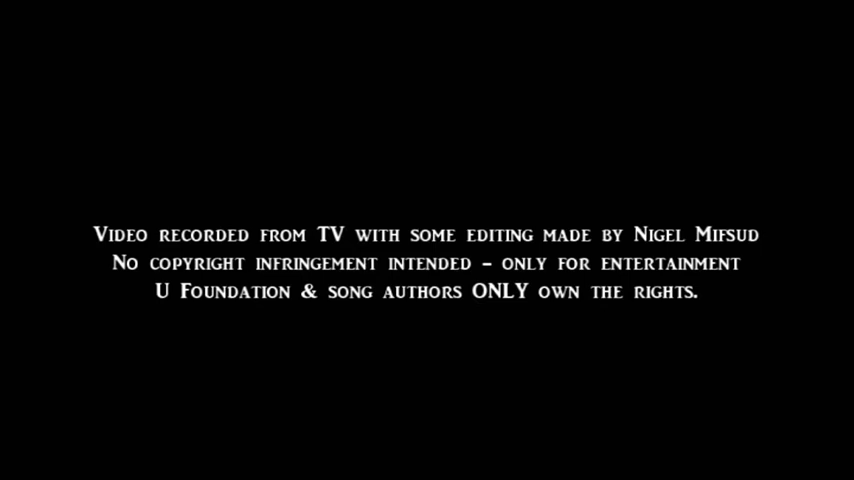 Video recorded from TV with some editing made by Nigel Mifsud
No copyright infringement intended – only for entertainment
U Foundation & song authors ONLY own the rights.